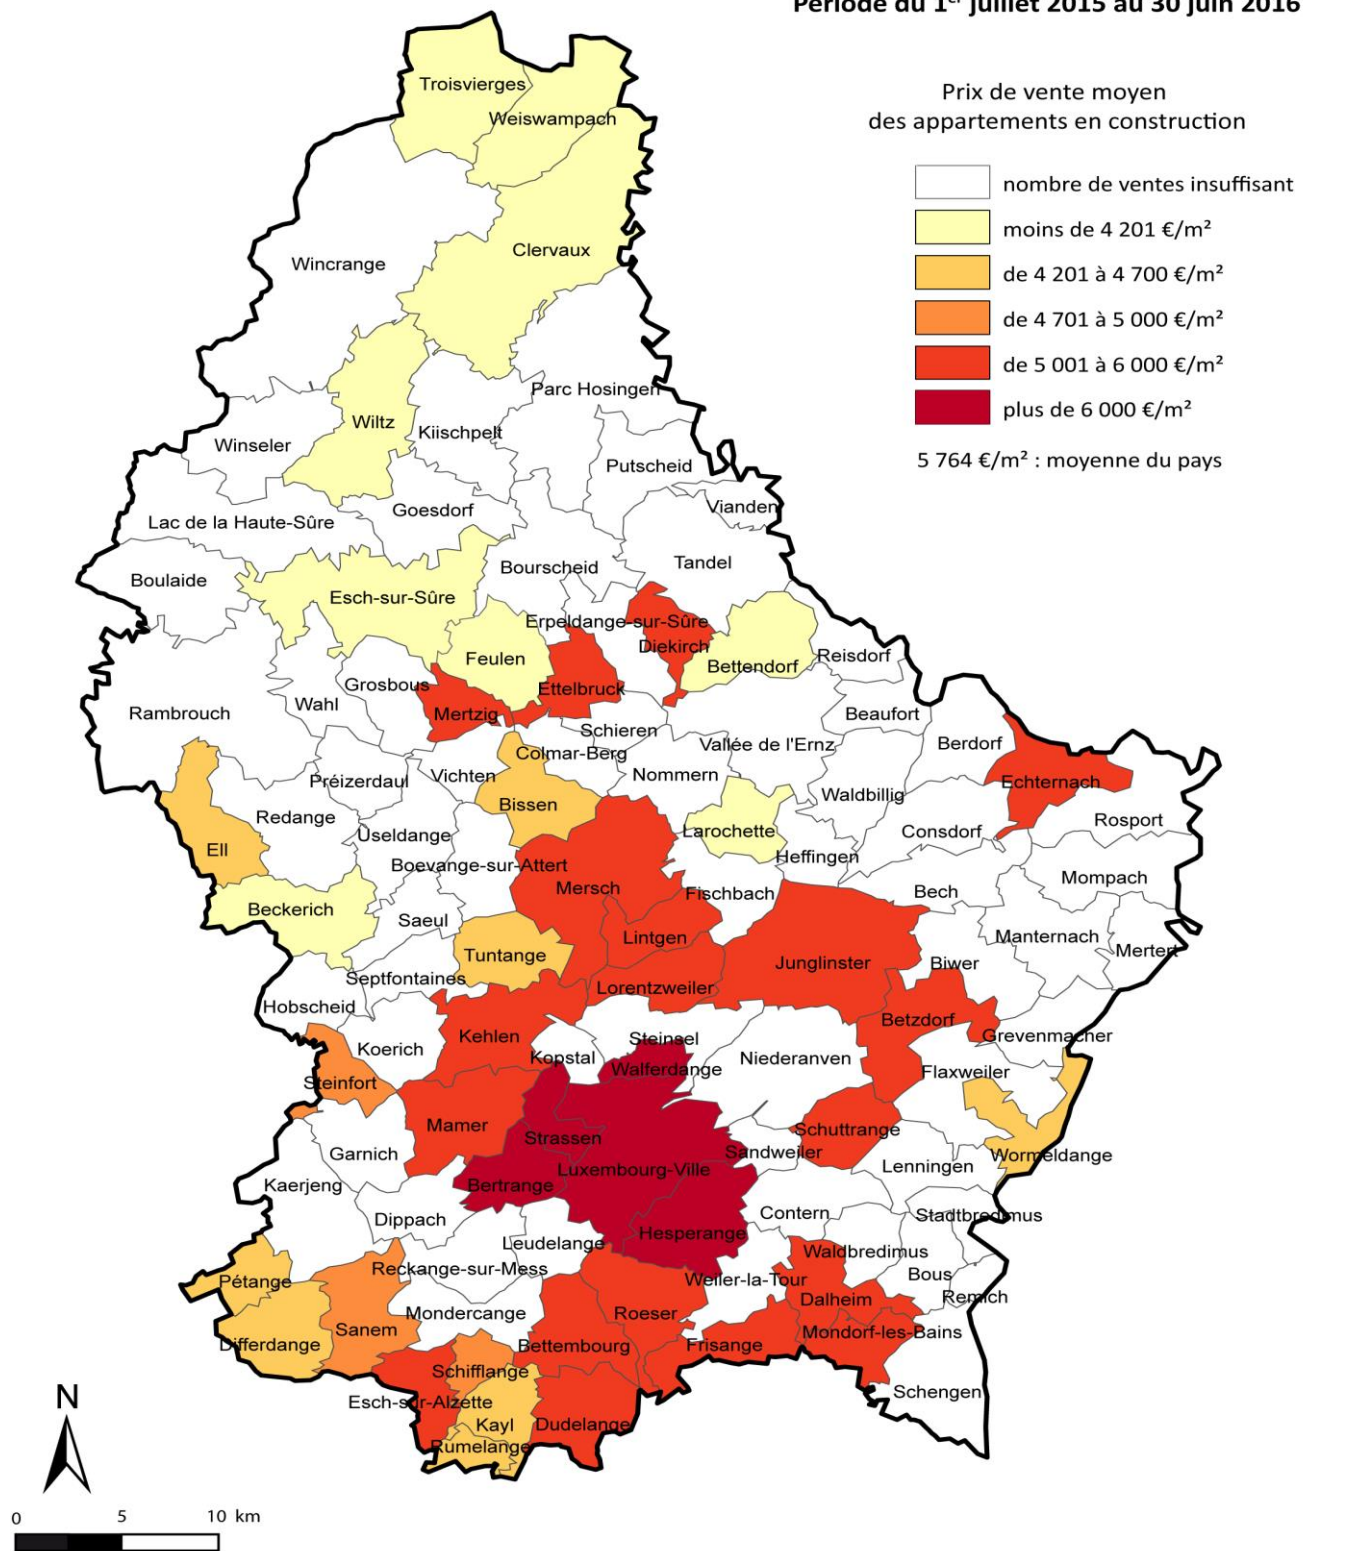 Période du 1er juillet 2015 au 30 juin 2016
Prix de vente moyen
des appartements en construction
nombre de ventes insuffisant
moins de 4 201 €/m²
de 4 201 à 4 700 €/m²
de 4 701 à 5 000 €/m²
de 5 001 à 6 000 €/m²
plus de 6 000 €/m²
5 764 €/m² : moyenne du pays
Troisvierges
Weiswampach
Clervaux
Wincrange
Parc Hosingen
Wiltz
Kiischpelt
Winseler
Putscheid
Vianden
Goesdorf
Lac de la Haute-Sûre
Tandel
Bourscheid
Boulaide
Esch-sur-Sûre
Erpeldange-sur-Sûre
Diekirch
Reisdorf
Feulen
Bettendorf
Grosbous
Ettelbruck
Wahl
Rambrouch
Mertzig
Beaufort
Schieren
Berdorf
Vallée de l'Ernz
Colmar-Berg
Nommern
Vichten
Préizerdaul
Echternach
Waldbillig
Bissen
Redange
Rosport
Larochette
Consdorf
Useldange
Ell
Heffingen
Boevange-sur-Attert
Mersch
Fischbach
Bech
Mompach
Beckerich
Saeul
Lintgen
Manternach
Mertert
Tuntange
Junglinster
Biwer
Septfontaines
Lorentzweiler
Hobscheid
Betzdorf
Kehlen
Steinsel
Grevenmacher
Koerich
Kopstal
Niederanven
Walferdange
Flaxweiler
Steinfort
Mamer
Schuttrange
Strassen
Garnich
Sandweiler
Wormeldange
Luxembourg-Ville
Lenningen
Kaerjeng
Bertrange
Contern
Stadtbredimus
Dippach
Hesperange
Leudelange
Waldbredimus
Reckange-sur-Mess
Weiler-la-Tour
Bous
Pétange
Remich
Dalheim
Mondercange
Roeser
Sanem
Mondorf-les-Bains
Differdange
Bettembourg
Frisange
Schifflange
Schengen
Esch-sur-Alzette
Kayl
Dudelange
Rumelange
N
0 5 10 km